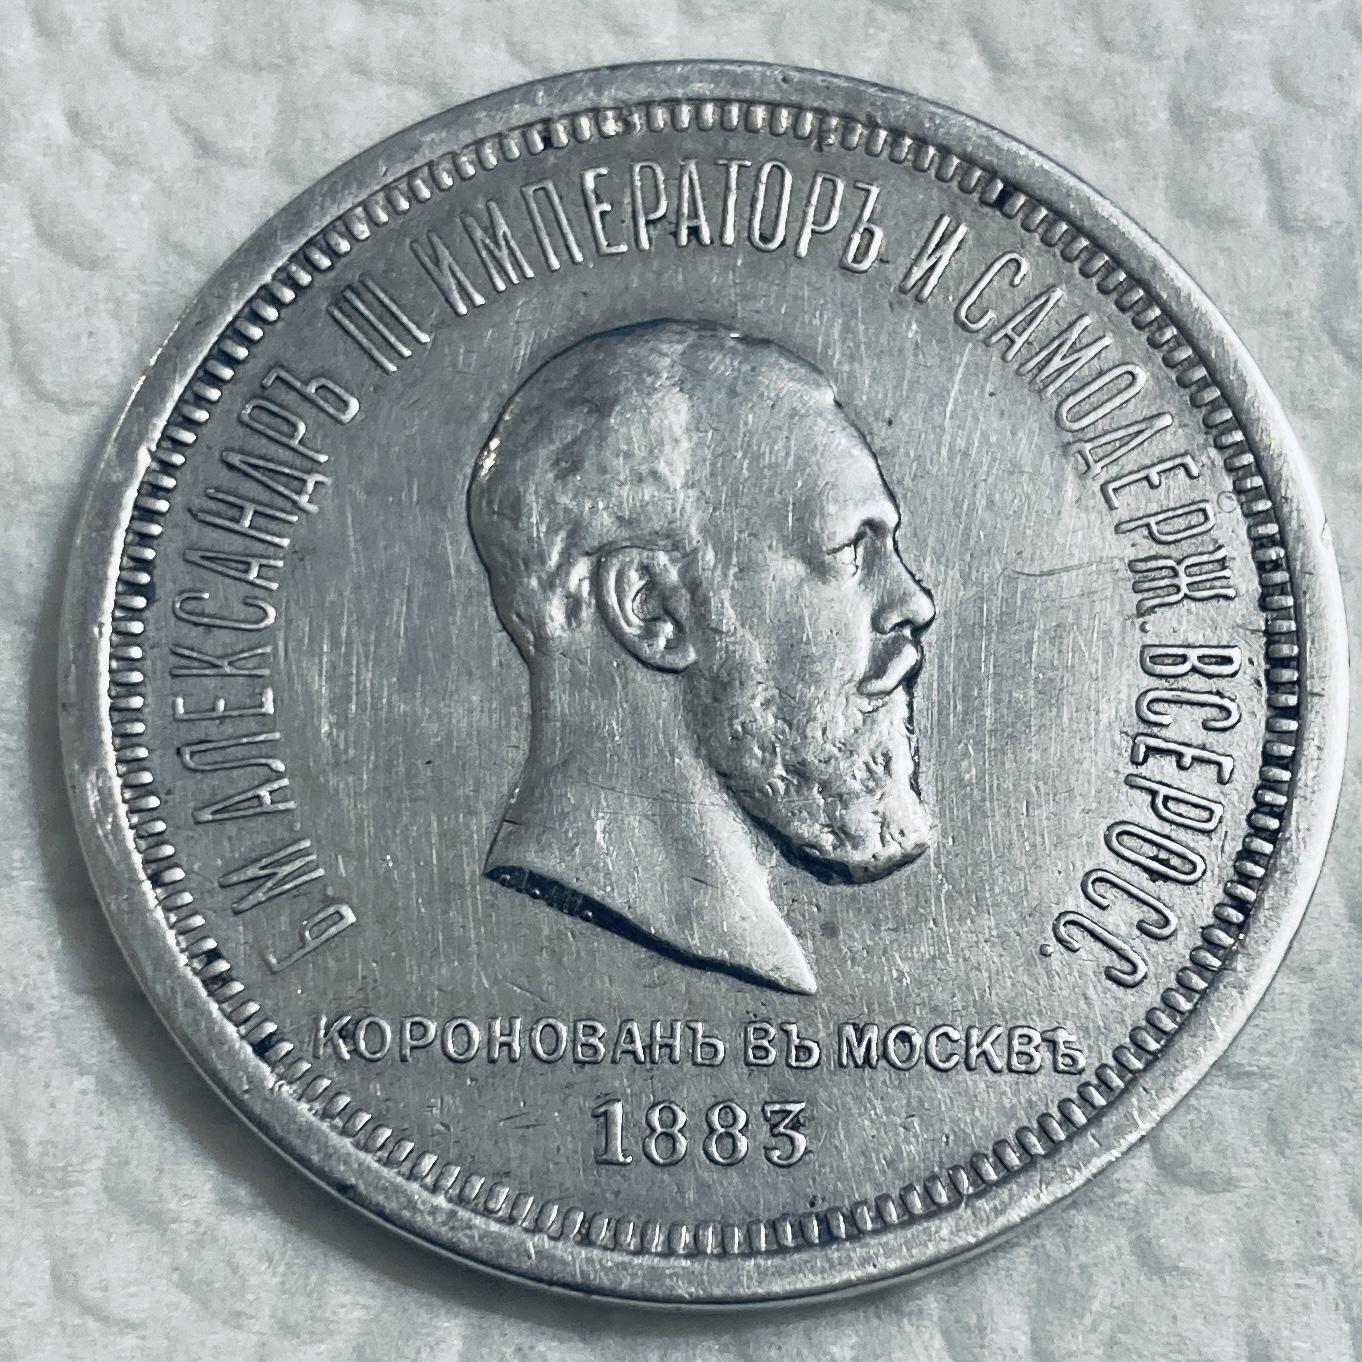 Б. М. АЛЕКСАНДРЪ III ИМПЕРАТОРЪ И САМОДЕРЖ. ВСЕРОСС.
КОРОНОВАНЪ ВЪ МОСКВѢ
1883